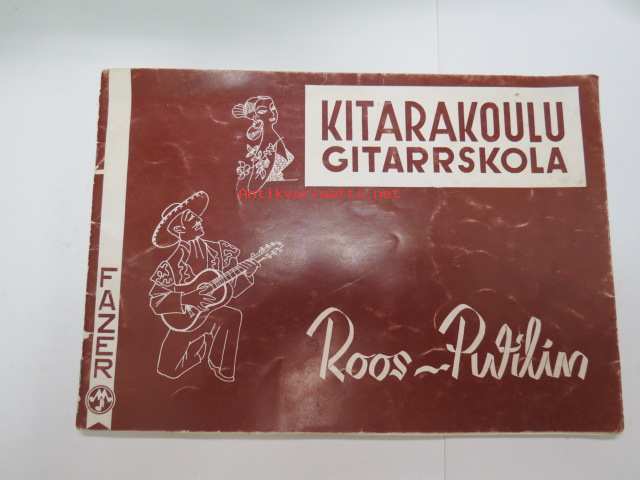 KITARAKOULU
GITARRSKOLA
Antikvariaatti.net
FAZER
Roos-Putilin